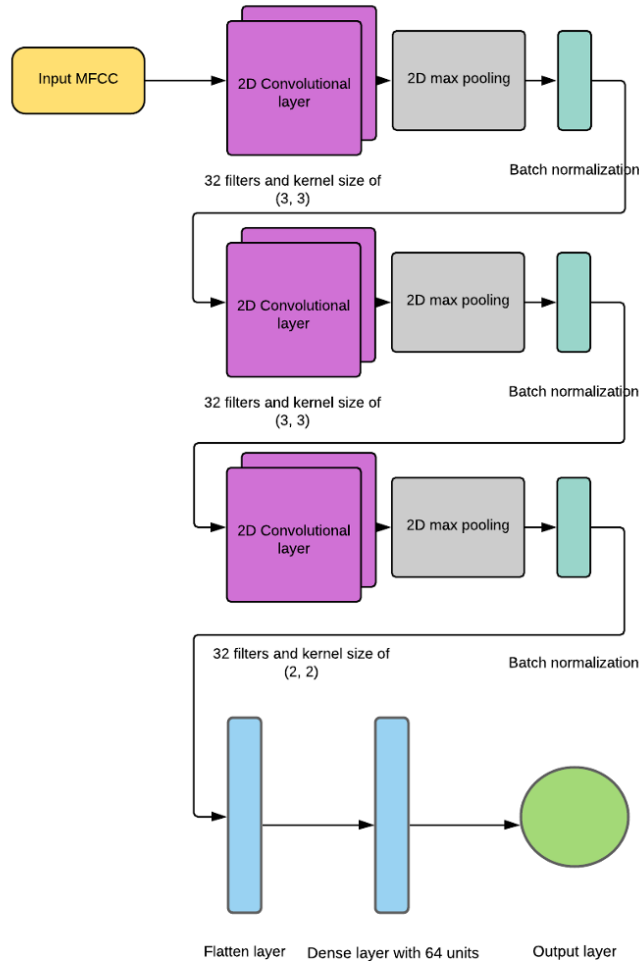 Input MFCC
2D Convolutional
layer
2D max pooling
32 filters and kernel size of
(3, 3)
Batch normalization
2D Convolutional
layer
2D max pooling
32 filters and kernel size of
(3, 3)
Batch normalization
2D Convolutional
layer
2D max pooling
32 filters and kernel size of
(2, 2)
Batch normalization
Flatten layer
Dense layer with 64 units
Output layer